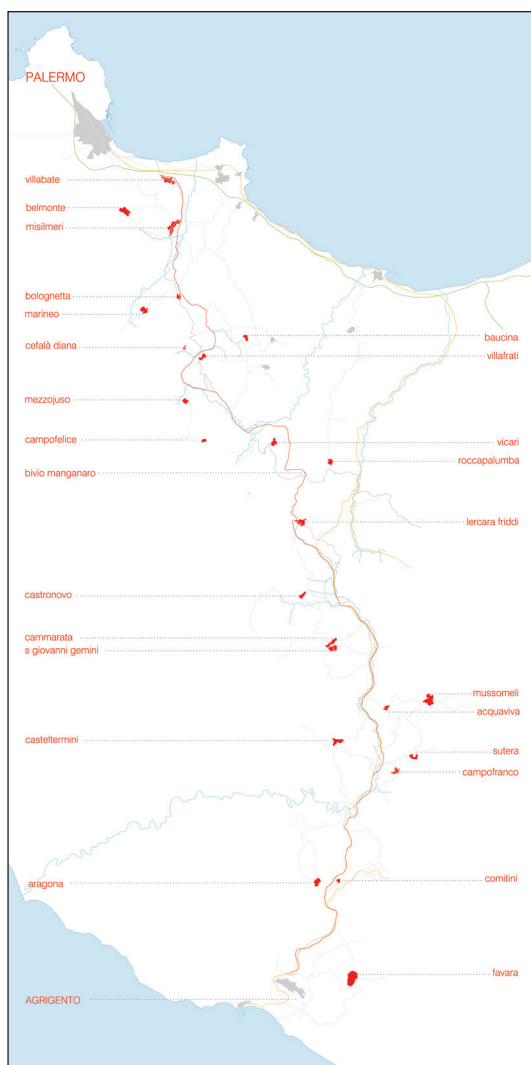 PALERMO
villabate
belmonte
misilmeri
bolognetta
marineo
baucina
cefalà diana
villafrati
mezzojuso
campofelice
vicari
roccapalumba
bivio manganaro
lercara friddi
castronovo
cammarata
s giovanni gemini
mussomeli
acquaviva
casteltermini
sutera
campofranco
aragona
comitini
favara
AGRIGENTO